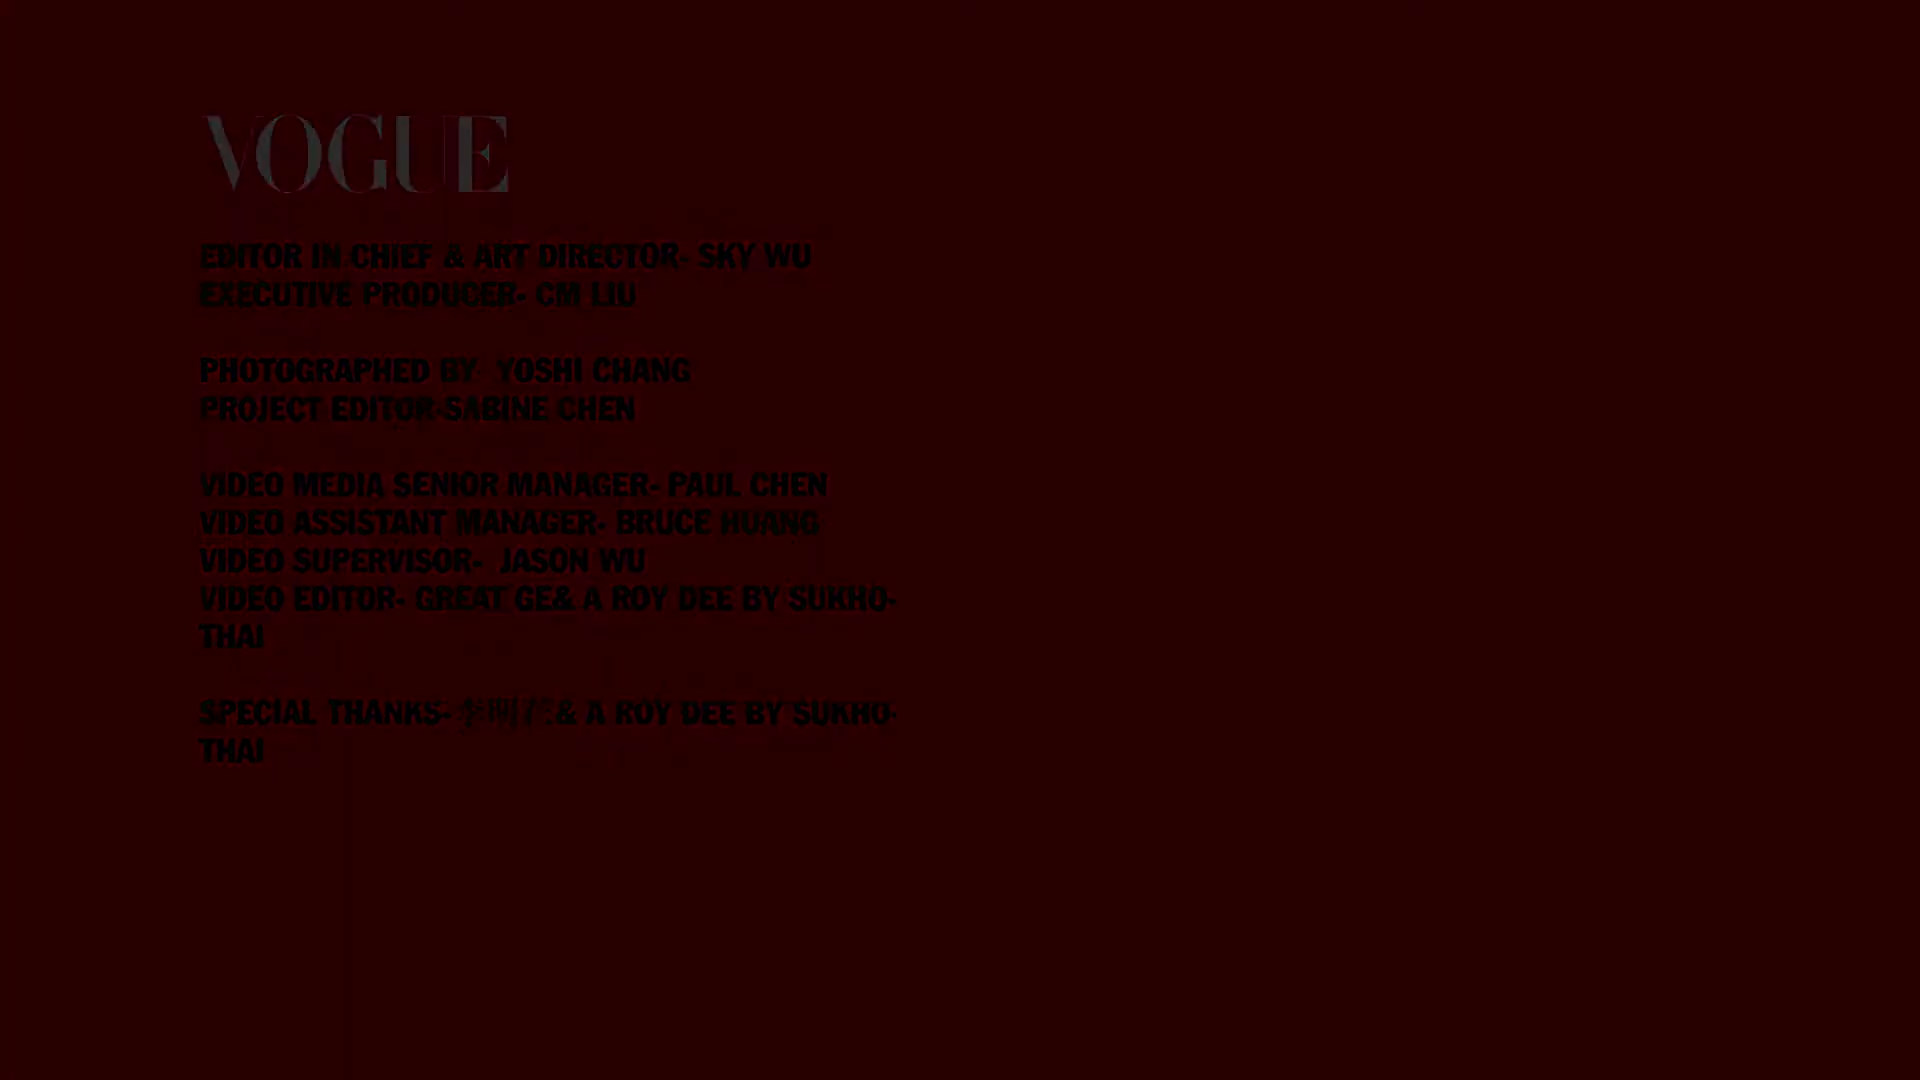 VOGUE
EDITOR IN CHIEF & ART DIRECTOR- SKY WU
EXECUTIVE PRODUCER- CM LIU
PHOTOGRAPHED BY- YOSHI CHANG
PROJECT EDITOR-SABINE CHEN
VIDEO MEDIA SENIOR MANAGER- PAUL CHEN
VIDEO ASSISTANT MANAGER- BRUCE HUANG
VIDEO SUPERVISOR- JASON WU
VIDEO EDITOR- GREAT GE& A ROY DEE BY SUKHO-
THAI
SPECIAL THANKS- & A ROY DEE BY SUKHO-
THAI